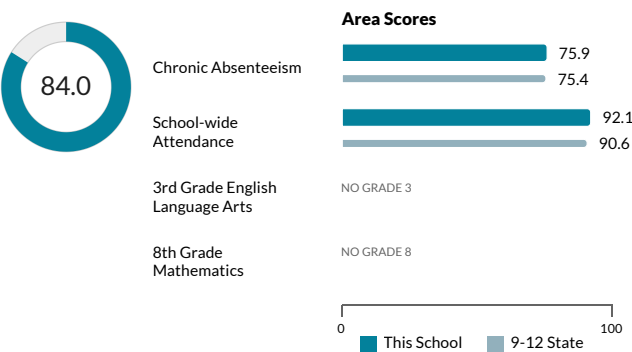 Area Scores
84.0
Chronic Absenteeism
75.9
75.4
School-wide
Attendance
92.1
90.6
3rd Grade English
Language Arts
NO GRADE 3
8th Grade
Mathematics
NO GRADE 8
0
100
This School
9-12 State